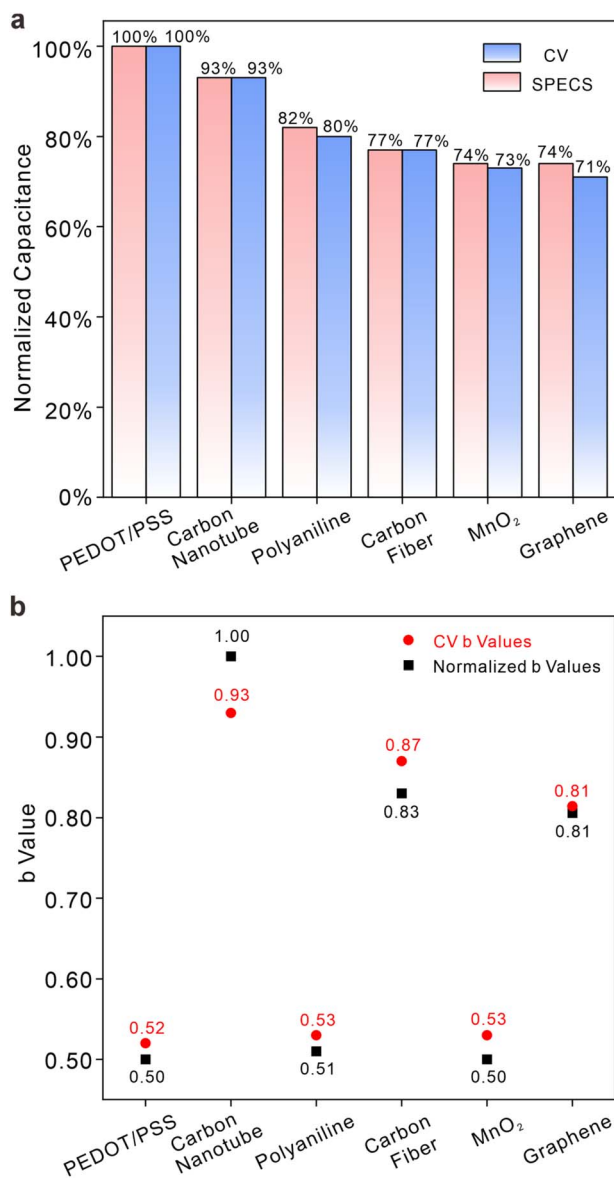 a
100%
80%
60%
40%
20%
0%
Normalized Capacitance
100% 100%
93% 93%
82% 80%
77% 77%
74% 73%
74% 71%
CV
SPECS
PEDOT/PSS
Carbon
Nanotube
Polyaniline
Carbon
Fiber
MnO₂
Graphene
b
1.00
0.90
0.80
0.70
0.60
0.50
b Value
CV b Values
Normalized b Values
0.52
0.50
1.00
0.93
0.53
0.51
0.87
0.83
0.53
0.50
0.81
0.81
PEDOT/PSS
Carbon
Nanotube
Polyaniline
Carbon
Fiber
MnO₂
Graphene